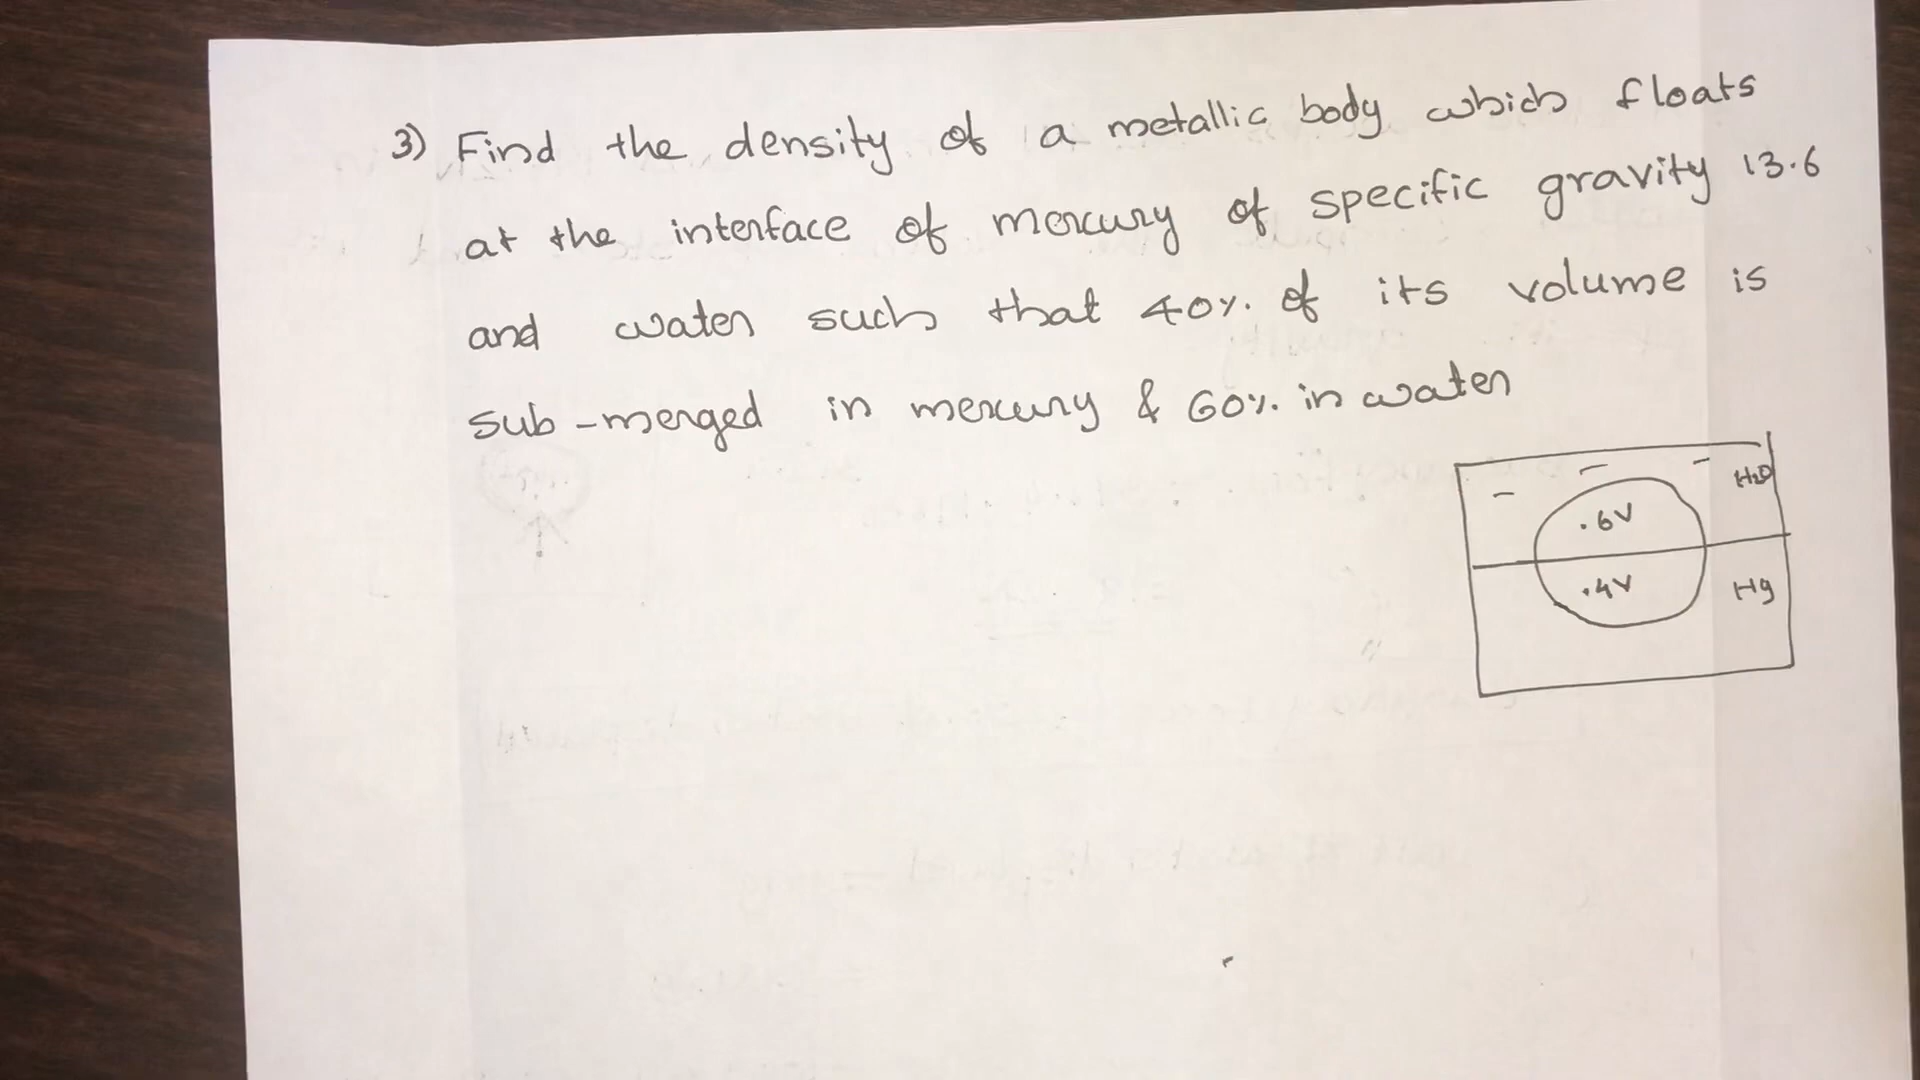 3) Find the density of a metallic body which floats
at the interface of mercury of specific gravity 13.6
and water such that 40%. of its volume is
sub-merged in mercury & 60%. in water
H2O
.6V
.4V
Hg